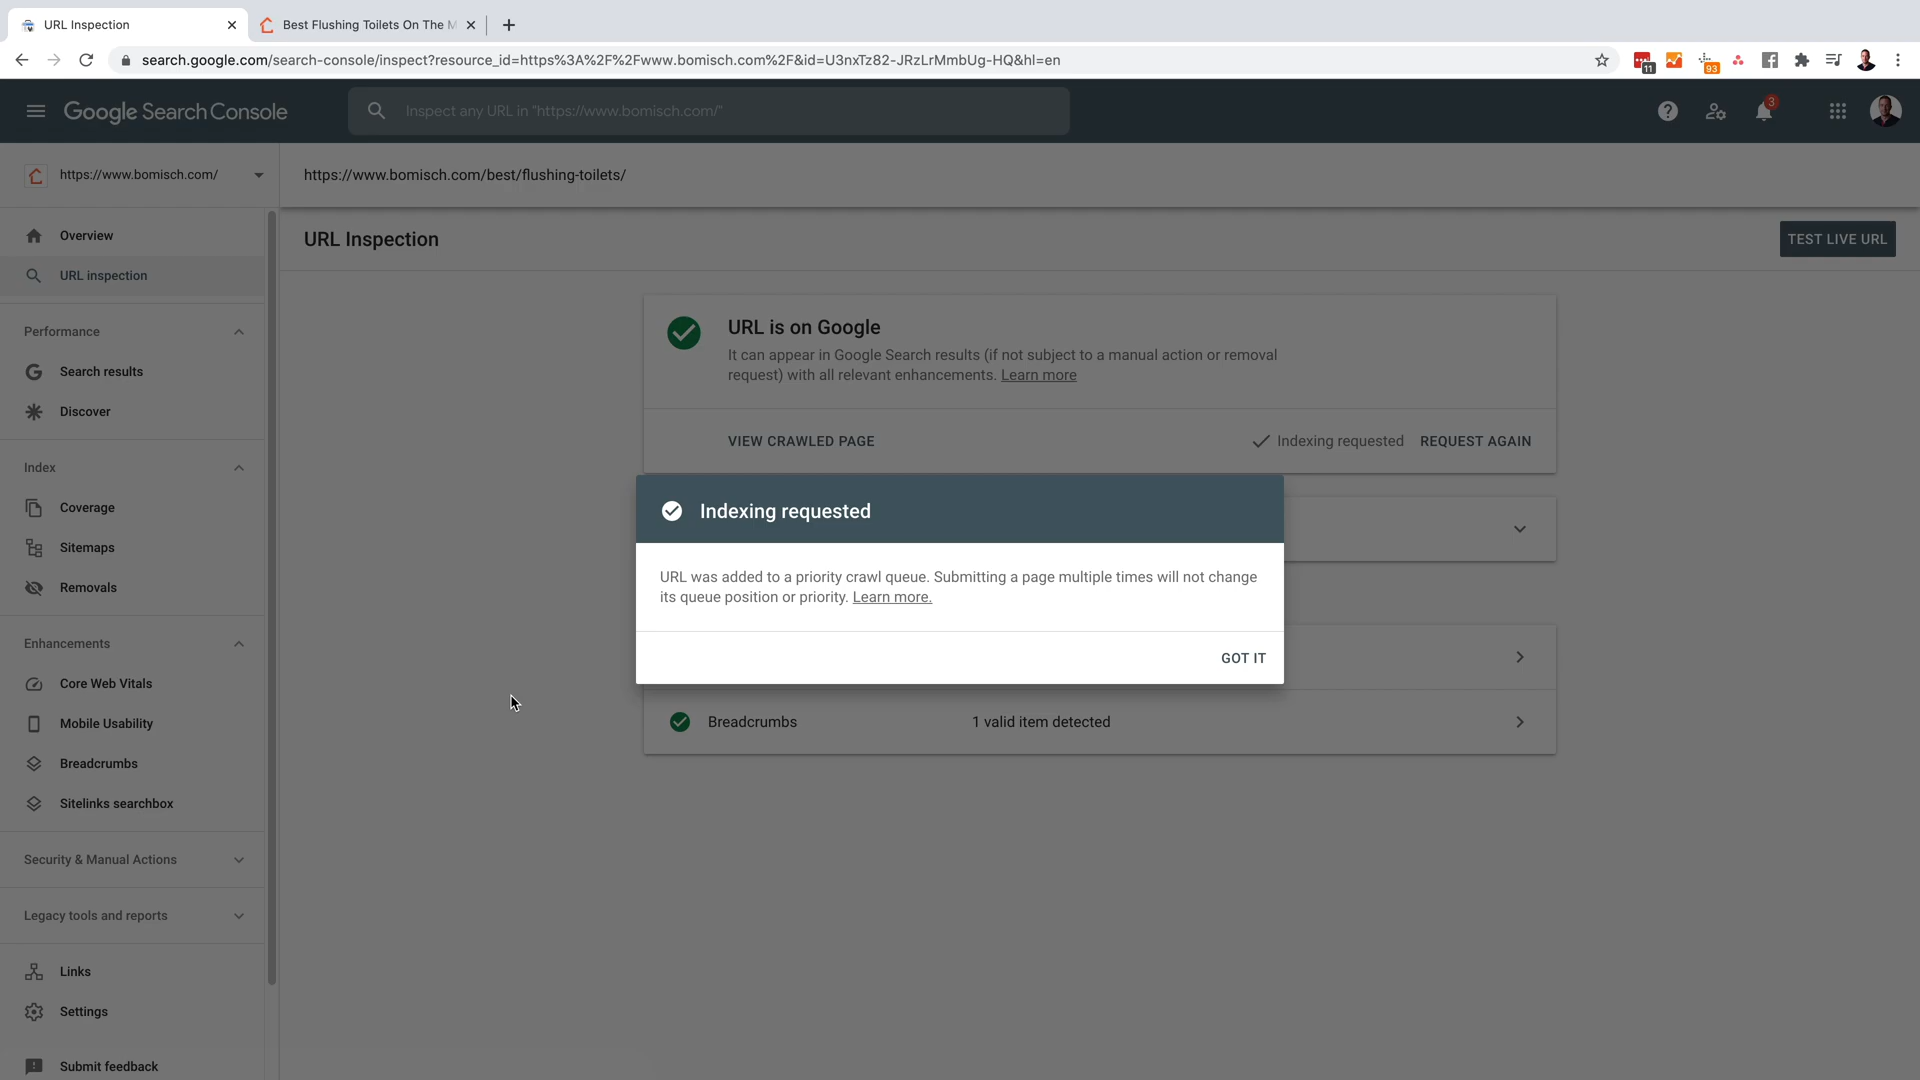 URL Inspection
Best Flushing Toilets On The M
search.google.com/search-console/inspect?resource_id=https%3A%2F%2Fwww.bomisch.com%2F&id=U3nxTz82-JRzLrMmbUg-HQ&hl=en
11
93
Google Search Console
Inspect any URL in "https://www.bomisch.com/"
3
https://www.bomisch.com/
https://www.bomisch.com/best/flushing-toilets/
Overview
URL inspection
Performance
Search results
Discover
Index
Coverage
Sitemaps
Removals
Enhancements
Core Web Vitals
Mobile Usability
Breadcrumbs
Sitelinks searchbox
Security & Manual Actions
Legacy tools and reports
Links
Settings
Submit feedback
URL Inspection
TEST LIVE URL
URL is on Google
It can appear in Google Search results (if not subject to a manual action or removal
request) with all relevant enhancements. Learn more
VIEW CRAWLED PAGE
Indexing requested
REQUEST AGAIN
Indexing requested
URL was added to a priority crawl queue. Submitting a page multiple times will not change
its queue position or priority. Learn more.
GOT IT
Breadcrumbs
1 valid item detected